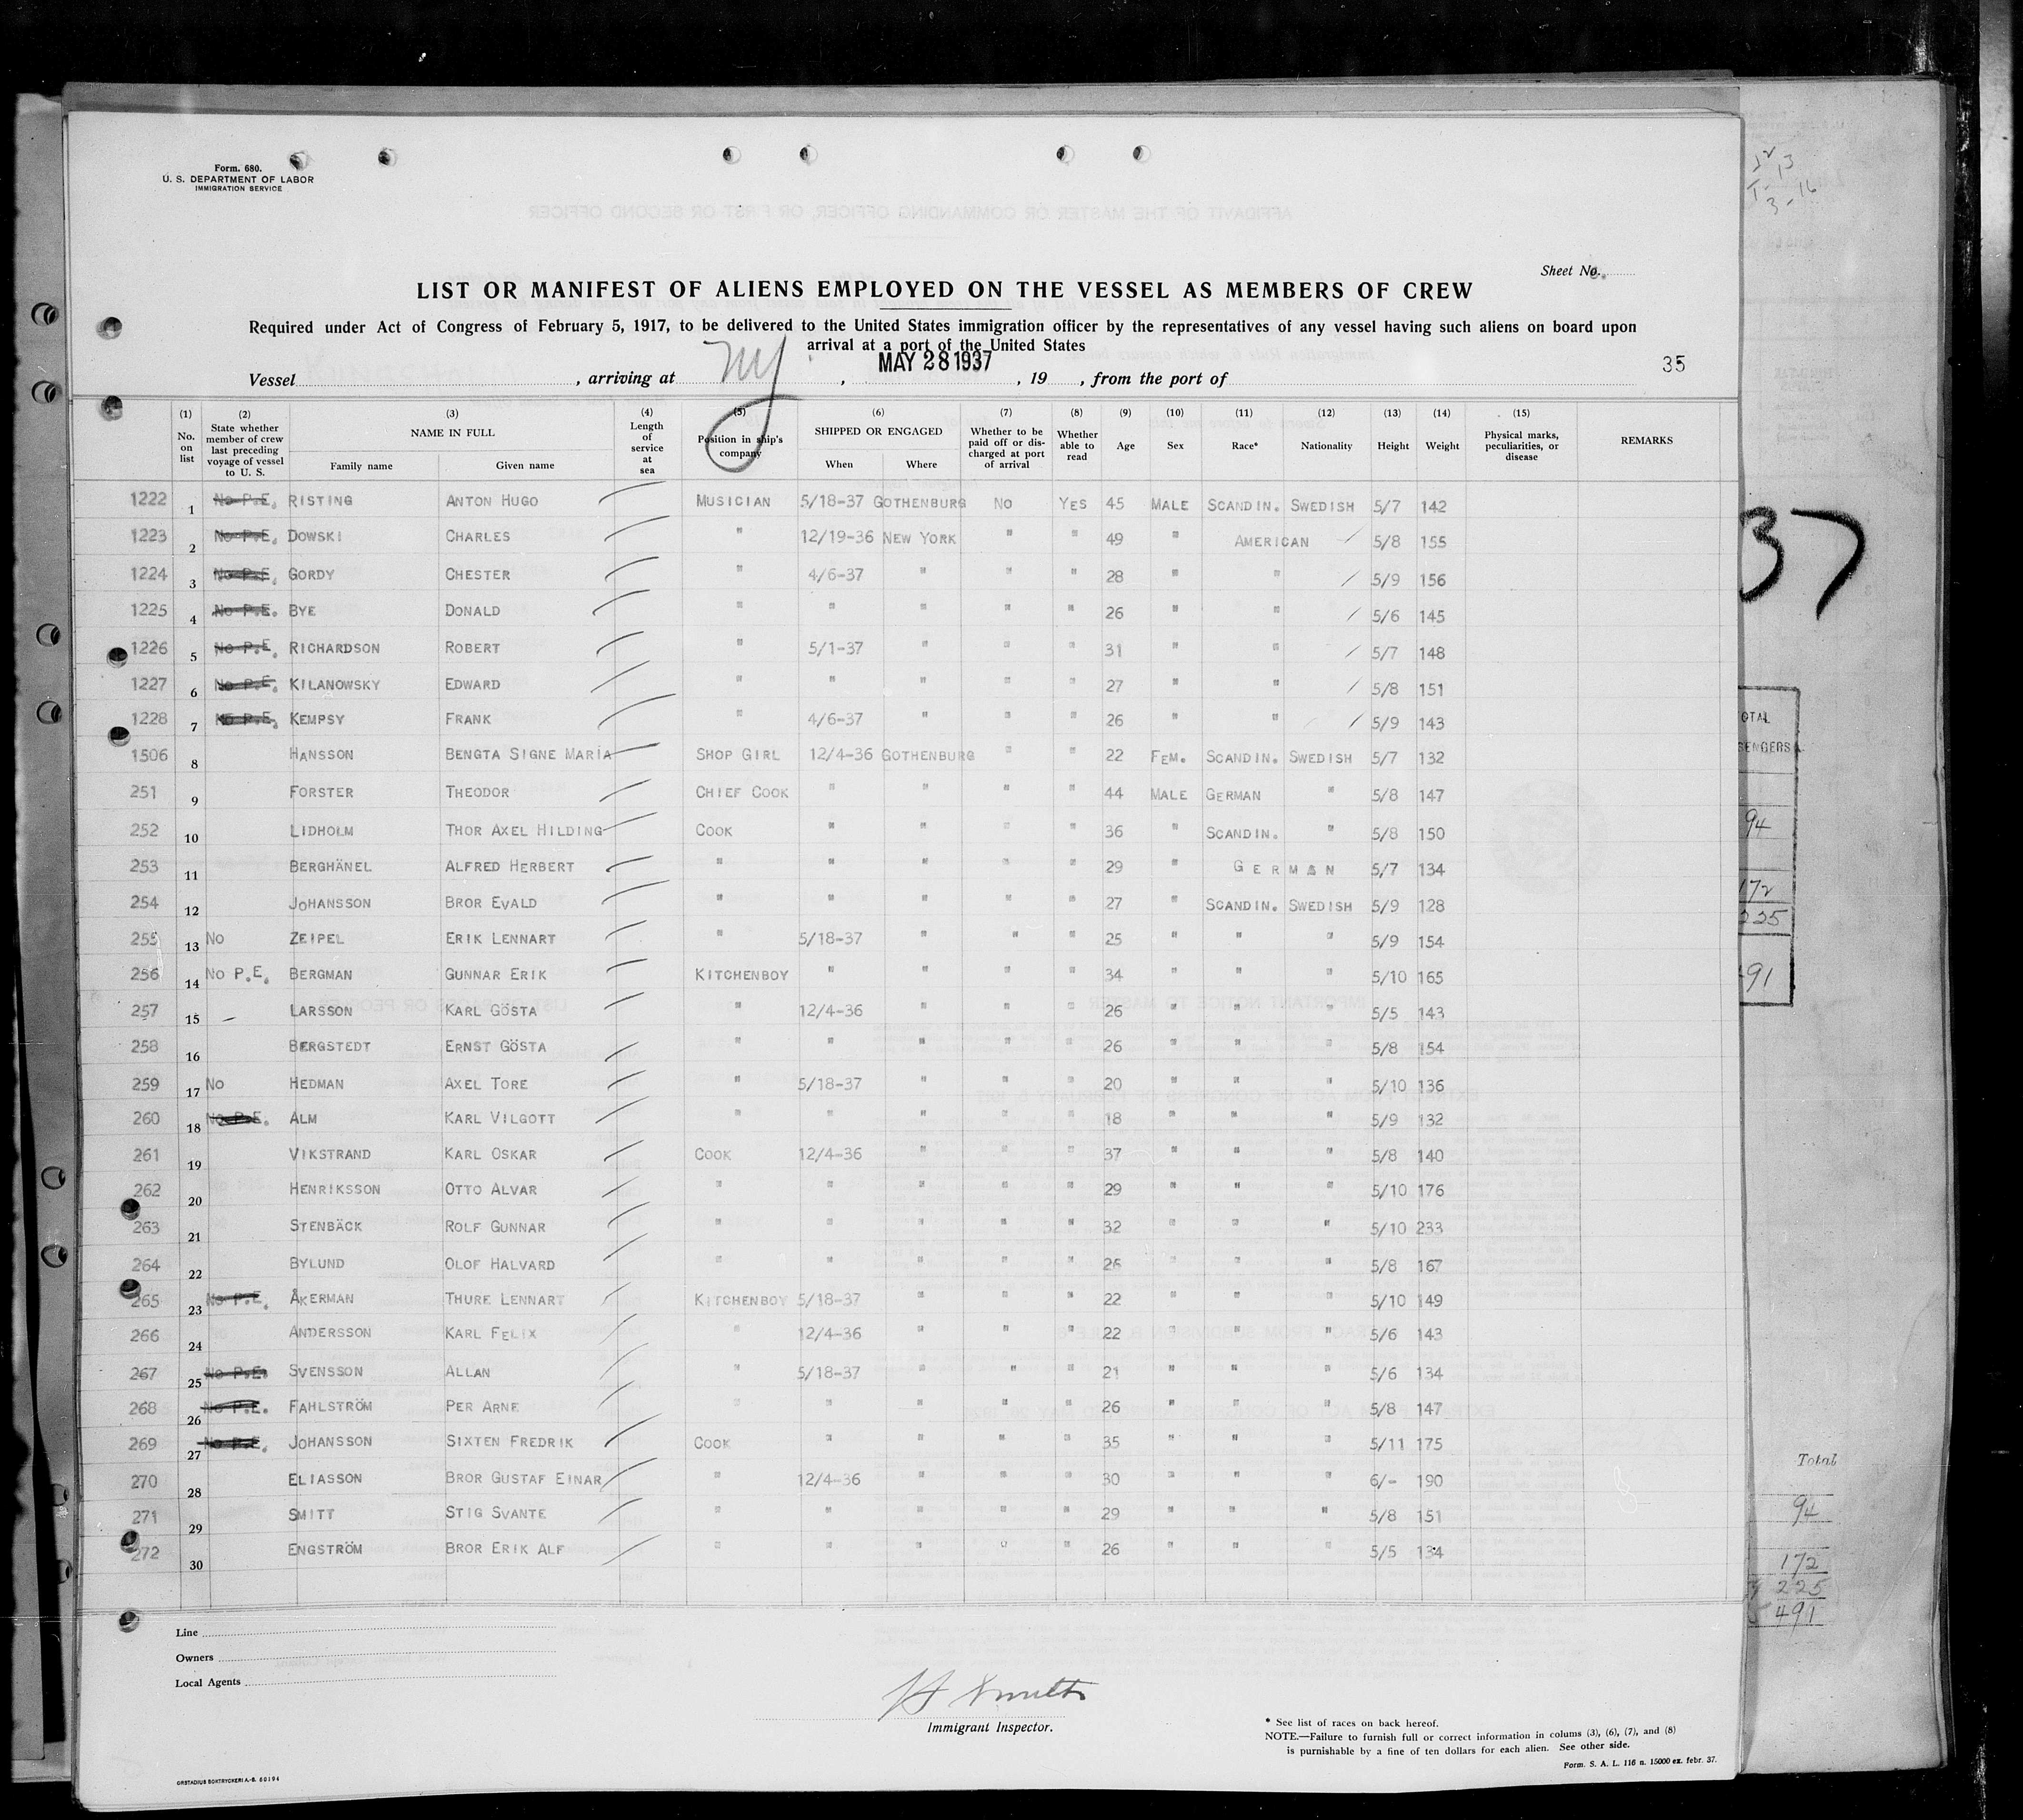 Form. 680.
U. S. DEPARTMENT OF LABOR
IMMIGRATION SERVICE
Sheet No.
LIST OR MANIFEST OF ALIENS EMPLOYED ON THE VESSEL AS MEMBERS OF CREW
Required under Act of Congress of February 5, 1917, to be delivered to the United States immigration officer by the representatives of any vessel having such aliens on board upon
arrival at a port of the United States
Vessel , arriving at NY , MAY 28 1937 , 19 , from the port of 35
(1) (2) (3) (4) (5) (6) (7) (8) (9) (10) (11) (12) (13) (14) (15)
No. on list State whether member of crew last preceding voyage of vessel to U. S. NAME IN FULL Family name Given name Length of service at sea Position in ship's company SHIPPED OR ENGAGED When Where Whether to be paid off or discharged at port of arrival Whether able to read Age Sex Race* Nationality Height Weight Physical marks, peculiarities, or disease REMARKS
1222 1 No P.E. RISTING ANTON HUGO MUSICIAN 5/18-37 GOTHENBURG NO YES 45 MALE SCANDIN. SWEDISH 5/7 142
1223 2 No P.E. DOWSKI CHARLES " 12/19-36 NEW YORK " " 49 " AMERICAN 5/8 155
1224 3 No P.E. GORDY CHESTER " 4/6-37 " " " 28 " " 5/9 156
1225 4 No P.E. BYE DONALD " " " " " 26 " " 5/6 145
1226 5 No P.E. RICHARDSON ROBERT " 5/1-37 " " " 31 " " 5/7 148
1227 6 No P.E. KILANOWSKY EDWARD " " " " " 27 " " 5/8 151
1228 7 No P.E. KEMPSY FRANK " 4/6-37 " " " 26 " " 5/9 143
1506 8 HANSSON BENGTA SIGNE MARIA SHOP GIRL 12/4-36 GOTHENBURG " " 22 FEM. SCANDIN. SWEDISH 5/7 132
251 9 FORSTER THEODOR CHIEF COOK " " " " 44 MALE GERMAN " 5/8 147
252 10 LIDHOLM THOR AXEL HILDING COOK " " " " 36 " SCANDIN. " 5/8 150
253 11 BERGHÄNEL ALFRED HERBERT " " " " " 29 " GERMAN 5/7 134
254 12 JOHANSSON BROR EVALD " " " " " 27 " SCANDIN. SWEDISH 5/9 128
255 13 No ZEIPEL ERIK LENNART " 5/18-37 " " " 25 " " " 5/9 154
256 14 No P.E. BERGMAN GUNNAR ERIK KITCHENBOY " " " " 34 " " " 5/10 165
257 15 LARSSON KARL GÖSTA " 12/4-36 " " " 26 " " " 5/5 143
258 16 BERGSTEDT ERNST GÖSTA " " " " " 26 " " " 5/8 154
259 17 No HEDMAN AXEL TORE " 5/18-37 " " " 20 " " " 5/10 136
260 18 No P.E. ALM KARL VILGOTT " " " " " 18 " " " 5/9 132
261 19 VIKSTRAND KARL OSKAR COOK 12/4-36 " " " 37 " " " 5/8 140
262 20 HENRIKSSON OTTO ALVAR " " " " " 29 " " " 5/10 176
263 21 STENBÄCK ROLF GUNNAR " " " " " 32 " " " 5/10 233
264 22 BYLUND OLOF HALVARD " " " " " 26 " " " 5/8 167
265 23 No P.E. ÅKERMAN THURE LENNART KITCHENBOY 5/18-37 " " " 22 " " " 5/10 149
266 24 ANDERSSON KARL FELIX " 12/4-36 " " " 22 " " " 5/6 143
267 25 No P.E. SVENSSON ALLAN " 5/18-37 " " " 21 " " " 5/6 134
268 26 No P.E. FAHLSTRÖM PER ARNE " " " " " 26 " " " 5/8 147
269 27 No P.E. JOHANSSON SIXTEN FREDRIK COOK " " " " 35 " " " 5/11 175
270 28 ELIASSON BROR GUSTAF EINAR " 12/4-36 " " " 30 " " " 6/- 190
271 29 SMITT STIG SVANTE " " " " " 29 " " " 5/8 151
272 30 ENGSTRÖM BROR ERIK ALF " " " " " 26 " " " 5/5 134
Line
Owners
Local Agents
Immigrant Inspector.
* See list of races on back hereof.
NOTE.—Failure to furnish full or correct information in colums (3), (6), (7), and (8)
is punishable by a fine of ten dollars for each alien. See other side.
Form. S. A. L. 116 n. 15000 ex. febr. 37.
ORSTADIUS BOKTRYCKERI A.-B. 50194
37
94
172
225
491
Total
94
172
225
491